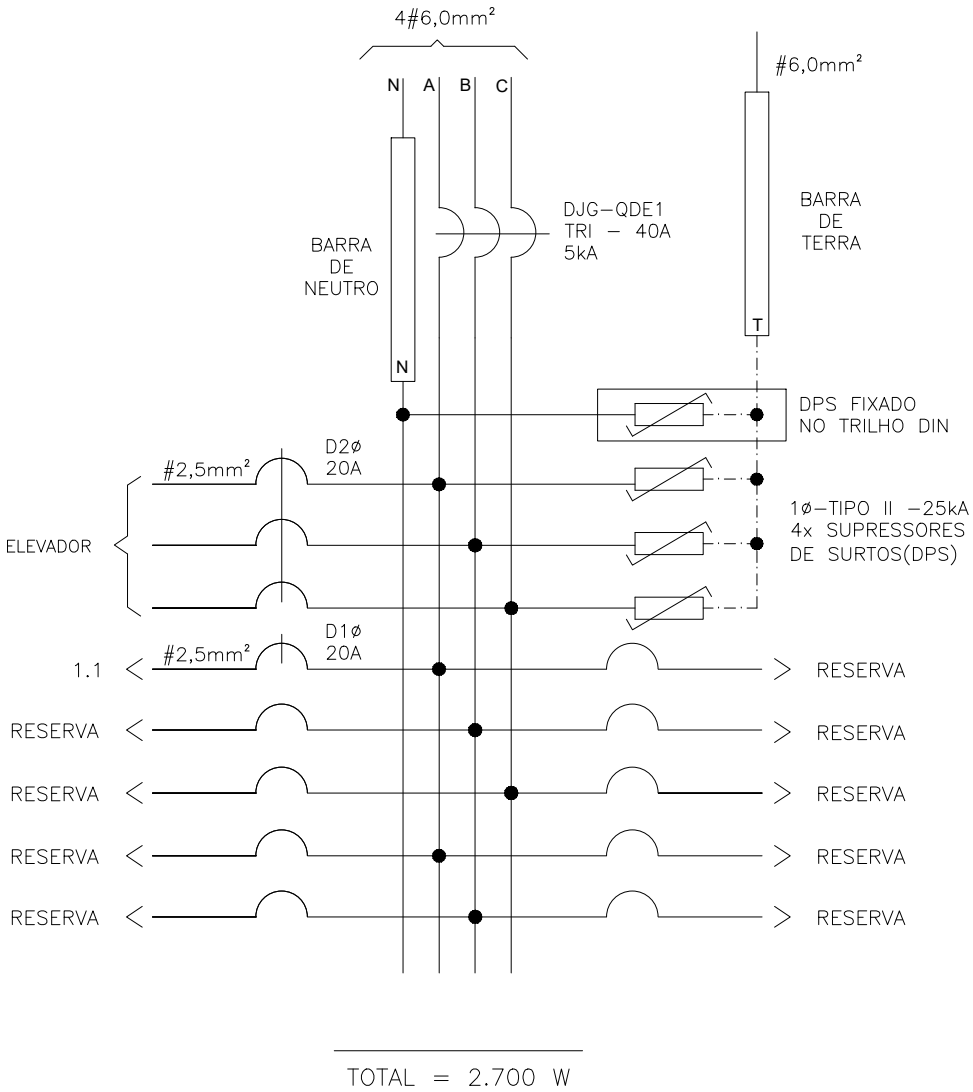 4#6,0mm²
#6,0mm²
N A B C
DJG-QDE1
TRI - 40A
5kA
BARRA
DE
NEUTRO
BARRA
DE
TERRA
T
N
DPS FIXADO
NO TRILHO DIN
#2,5mm²
D2ø
20A
ELEVADOR
1ø-TIPO II -25kA
4x SUPRESSORES
DE SURTOS(DPS)
#2,5mm²
D1ø
20A
1.1
RESERVA
RESERVA
RESERVA
RESERVA
RESERVA
RESERVA
RESERVA
RESERVA
RESERVA
TOTAL = 2.700 W